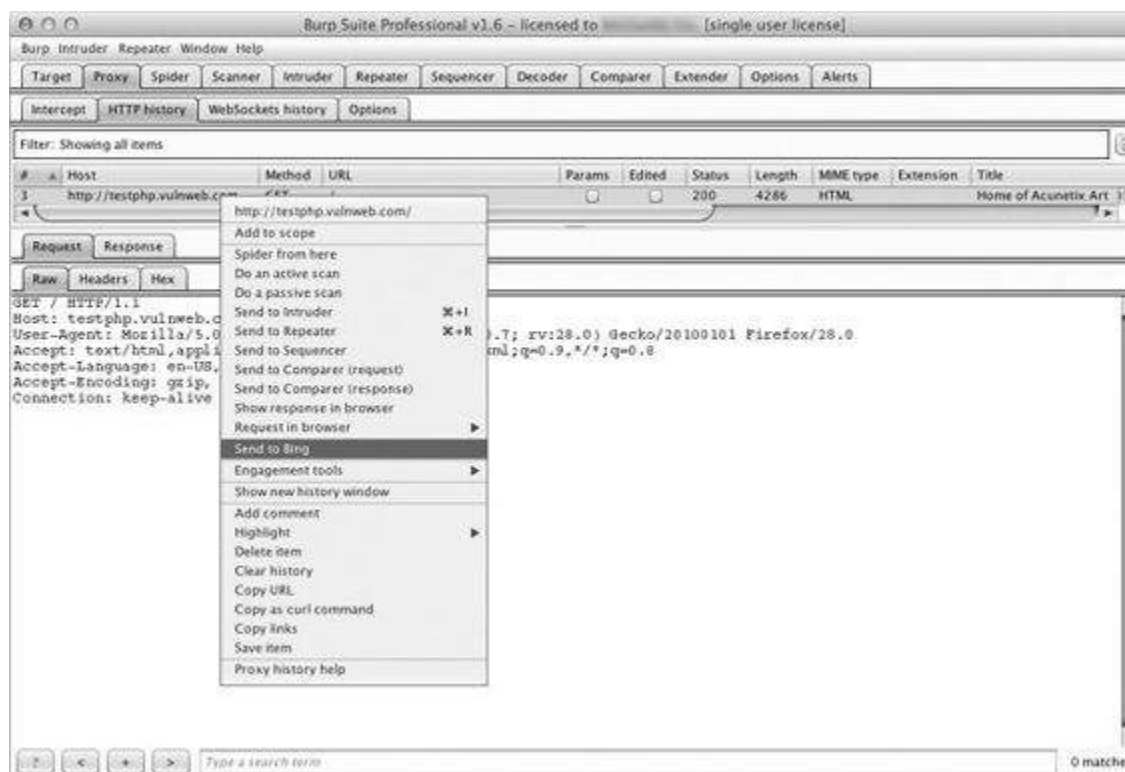 Burp Suite Professional v1.6 – licensed to [single user license]
Burp Intruder Repeater Window Help
Target Proxy Spider Scanner Intruder Repeater Sequencer Decoder Comparer Extender Options Alerts
Intercept HTTP history WebSockets history Options
Filter: Showing all items
# Host Method URL Params Edited Status Length MIME type Extension Title
3 http://testphp.vulnweb.com GET / 200 4286 HTML Home of Acunetix Art
Request Response
Raw Headers Hex
GET / HTTP/1.1
Host: testphp.vulnweb.c
User-Agent: Mozilla/5.0 .7; rv:28.0) Gecko/20100101 Firefox/28.0
Accept: text/html,appli ml;q=0.9,*/*;q=0.8
Accept-Language: en-US,
Accept-Encoding: gzip,
Connection: keep-alive
http://testphp.vulnweb.com/
Add to scope
Spider from here
Do an active scan
Do a passive scan
Send to Intruder ⌘+I
Send to Repeater ⌘+R
Send to Sequencer
Send to Comparer (request)
Send to Comparer (response)
Show response in browser
Request in browser
Send to Bing
Engagement tools
Show new history window
Add comment
Highlight
Delete item
Clear history
Copy URL
Copy as curl command
Copy links
Save item
Proxy history help
? < + > Type a search term 0 matche